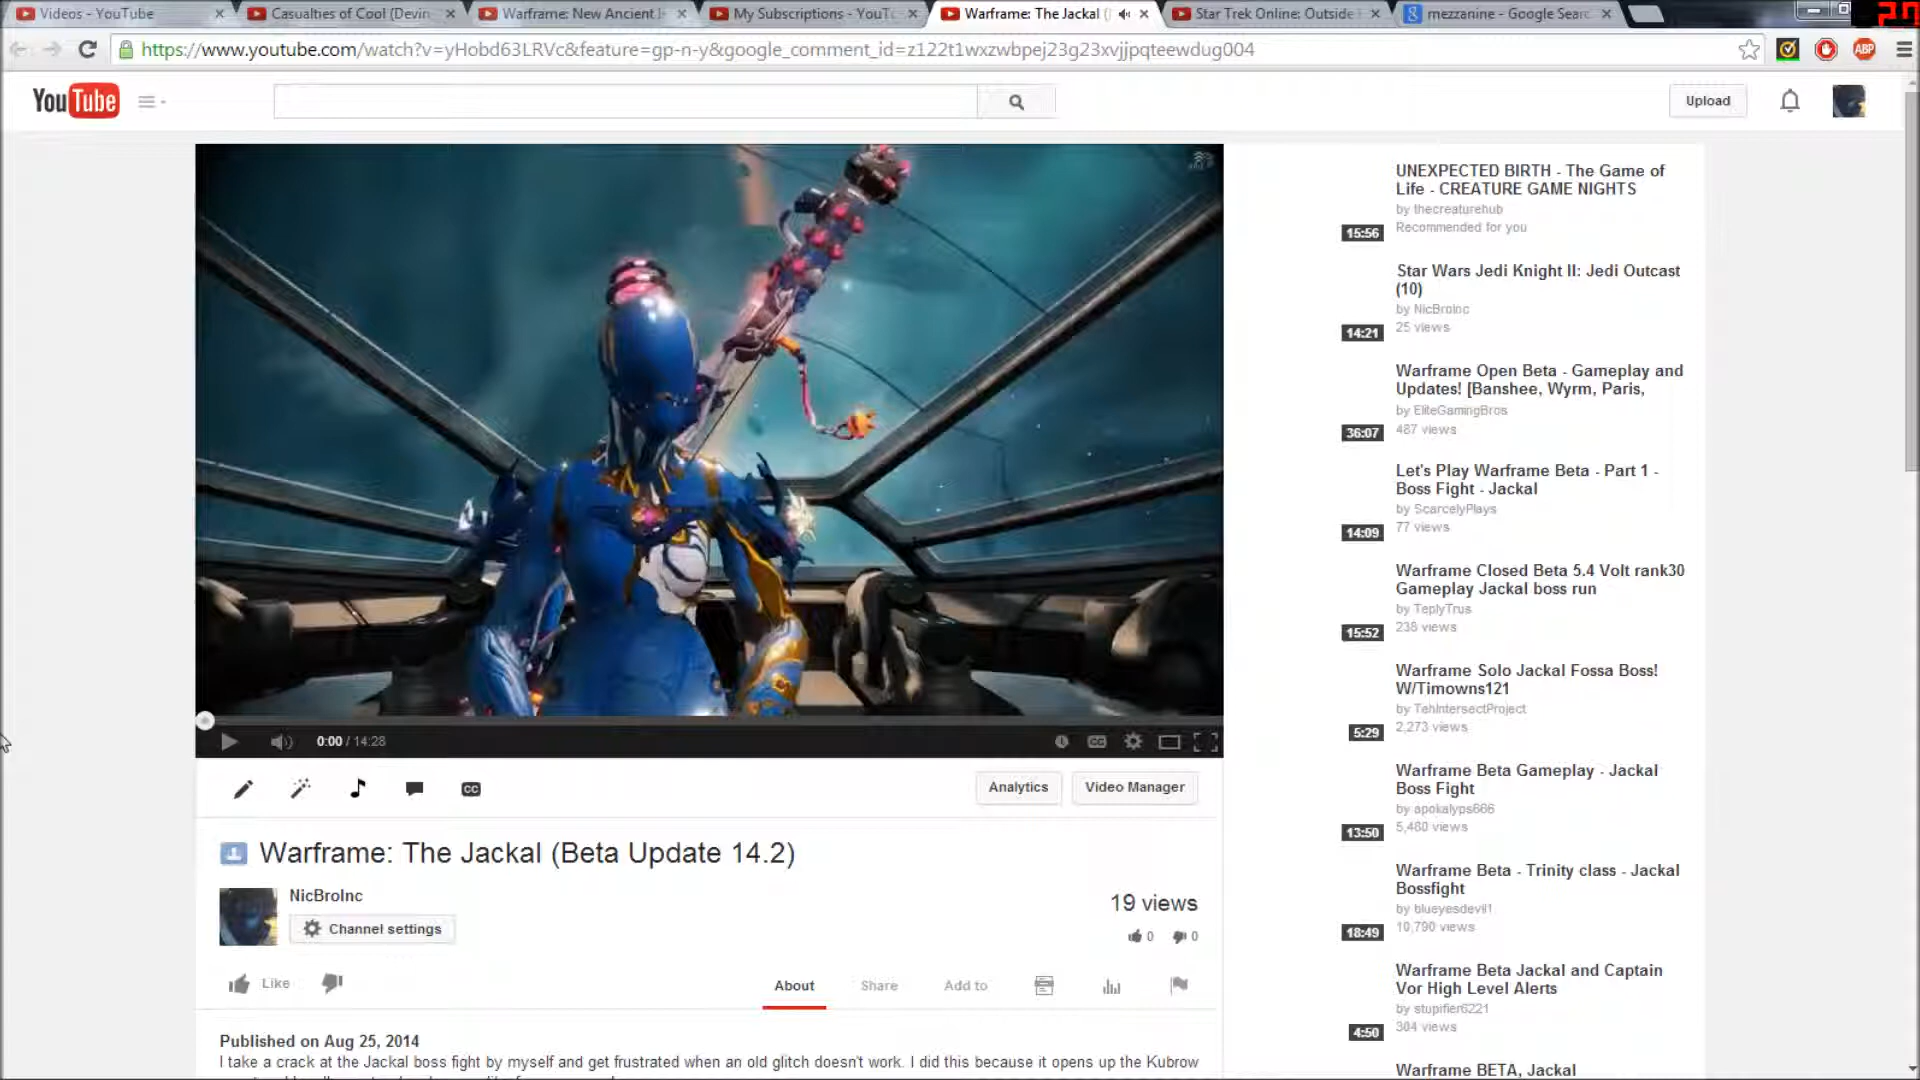 Videos - YouTube
Casualties of Cool (Devin
Warframe: New Ancient H
My Subscriptions - YouTu
Warframe: The Jackal (
Star Trek Online: Outside
mezzanine - Google Searc
https://www.youtube.com/watch?v=yHobd63LRVc&feature=gp-n-y&google_comment_id=z122t1wxzwbpej23g23xvjjpqteewdug004
ABP
YouTube
Upload
UNEXPECTED BIRTH - The Game of
Life - CREATURE GAME NIGHTS
by thecreaturehub
Recommended for you
15:56
Star Wars Jedi Knight II: Jedi Outcast
(10)
by NicBroInc
25 views
14:21
Warframe Open Beta - Gameplay and
Updates! [Banshee, Wyrm, Paris,
by EliteGamingBros
487 views
36:07
Let's Play Warframe Beta - Part 1 -
Boss Fight - Jackal
by ScarcelyPlays
77 views
14:09
Warframe Closed Beta 5.4 Volt rank30
Gameplay Jackal boss run
by TeplyTrus
238 views
15:52
Warframe Solo Jackal Fossa Boss!
W/Timowns121
by TehIntersectProject
2,273 views
5:29
Warframe Beta Gameplay - Jackal
Boss Fight
by apokalyps666
5,480 views
13:50
Warframe Beta - Trinity class - Jackal
Bossfight
by blueyesdevil1
10,790 views
18:49
Warframe Beta Jackal and Captain
Vor High Level Alerts
by stupifier6221
304 views
4:50
Warframe BETA, Jackal
0:00 / 14:28
CC
CC
Analytics
Video Manager
Warframe: The Jackal (Beta Update 14.2)
NicBroInc
Channel settings
19 views
0
0
Like
About
Share
Add to
Published on Aug 25, 2014
I take a crack at the Jackal boss fight by myself and get frustrated when an old glitch doesn't work. I did this because it opens up the Kubrow